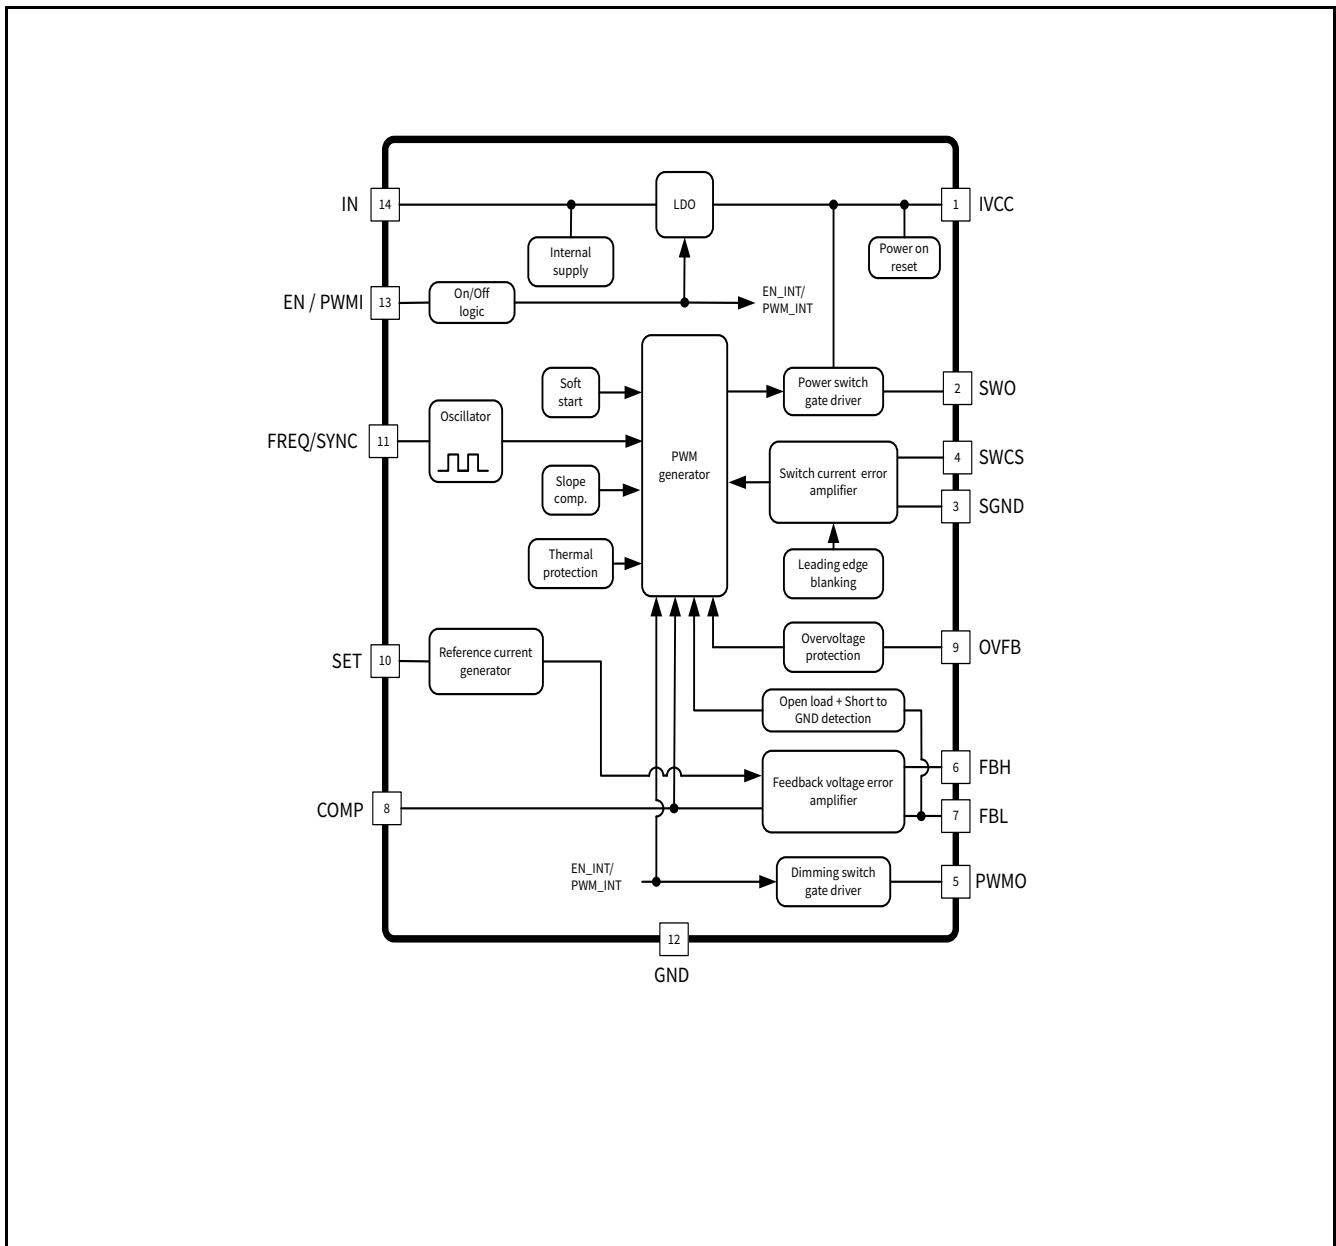 IN
14
LDO
1
IVCC
Internal
supply
Power on
reset
EN / PWMI
13
On/Off
logic
EN_INT/
PWM_INT
Soft
start
Power switch
gate driver
2
SWO
FREQ/SYNC
11
Oscillator
PWM
generator
Switch current error
amplifier
4
SWCS
3
SGND
Slope
comp.
Thermal
protection
Leading edge
blanking
SET
10
Reference current
generator
Overvoltage
protection
9
OVFB
Open load + Short to
GND detection
Feedback voltage error
amplifier
6
FBH
7
FBL
COMP
8
EN_INT/
PWM_INT
Dimming switch
gate driver
5
PWMO
12
GND